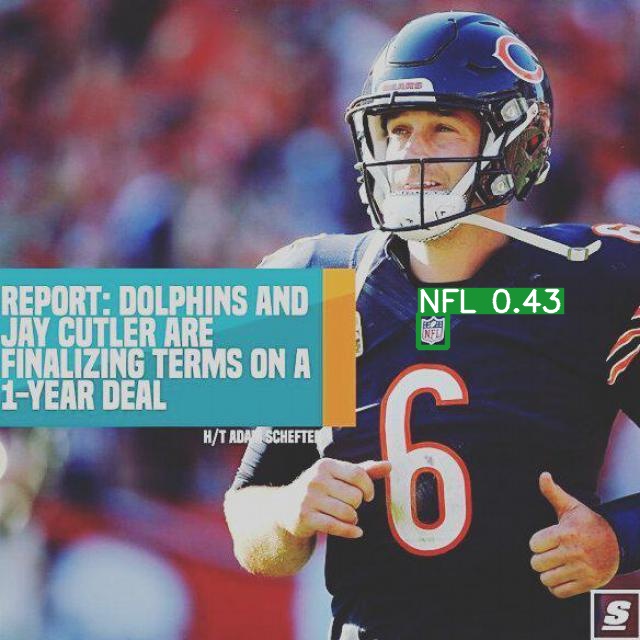 BEARS
6
NFL 0.43
NFL
REPORT: DOLPHINS AND
JAY CUTLER ARE
FINALIZING TERMS ON A
1-YEAR DEAL
H/T ADAM SCHEFTER
6
S